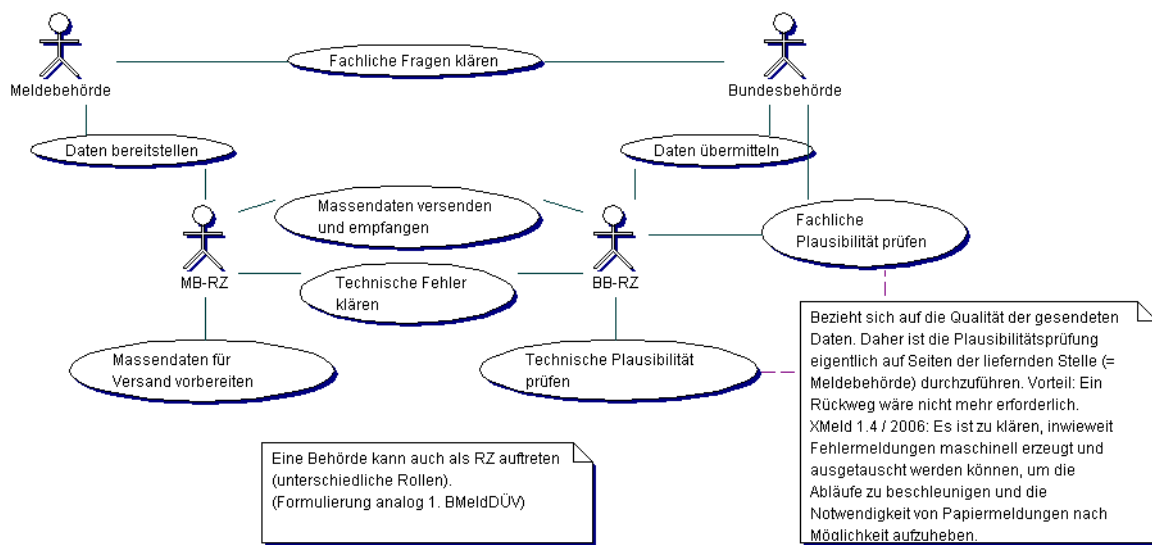 Fachliche Fragen klären
Meldebehörde
Bundesbehörde
Daten bereitstellen
Daten übermitteln
Massendaten versenden
und empfangen
Fachliche
Plausibilität prüfen
MB-RZ
Technische Fehler
klären
BB-RZ
Massendaten für
Versand vorbereiten
Technische Plausibilität
prüfen
Bezieht sich auf die Qualität der gesendeten
Daten. Daher ist die Plausibilitätsprüfung
eigentlich auf Seiten der liefernden Stelle (=
Meldebehörde) durchzuführen. Vorteil: Ein
Rückweg wäre nicht mehr erforderlich.
XMeld 1.4 / 2006: Es ist zu klären, inwieweit
Fehlermeldungen maschinell erzeugt und
ausgetauscht werden können, um die
Abläufe zu beschleunigen und die
Notwendigkeit von Papiermeldungen nach
Möglichkeit aufzuheben.
Eine Behörde kann auch als RZ auftreten
(unterschiedliche Rollen).
(Formulierung analog 1. BMeldDÜV)